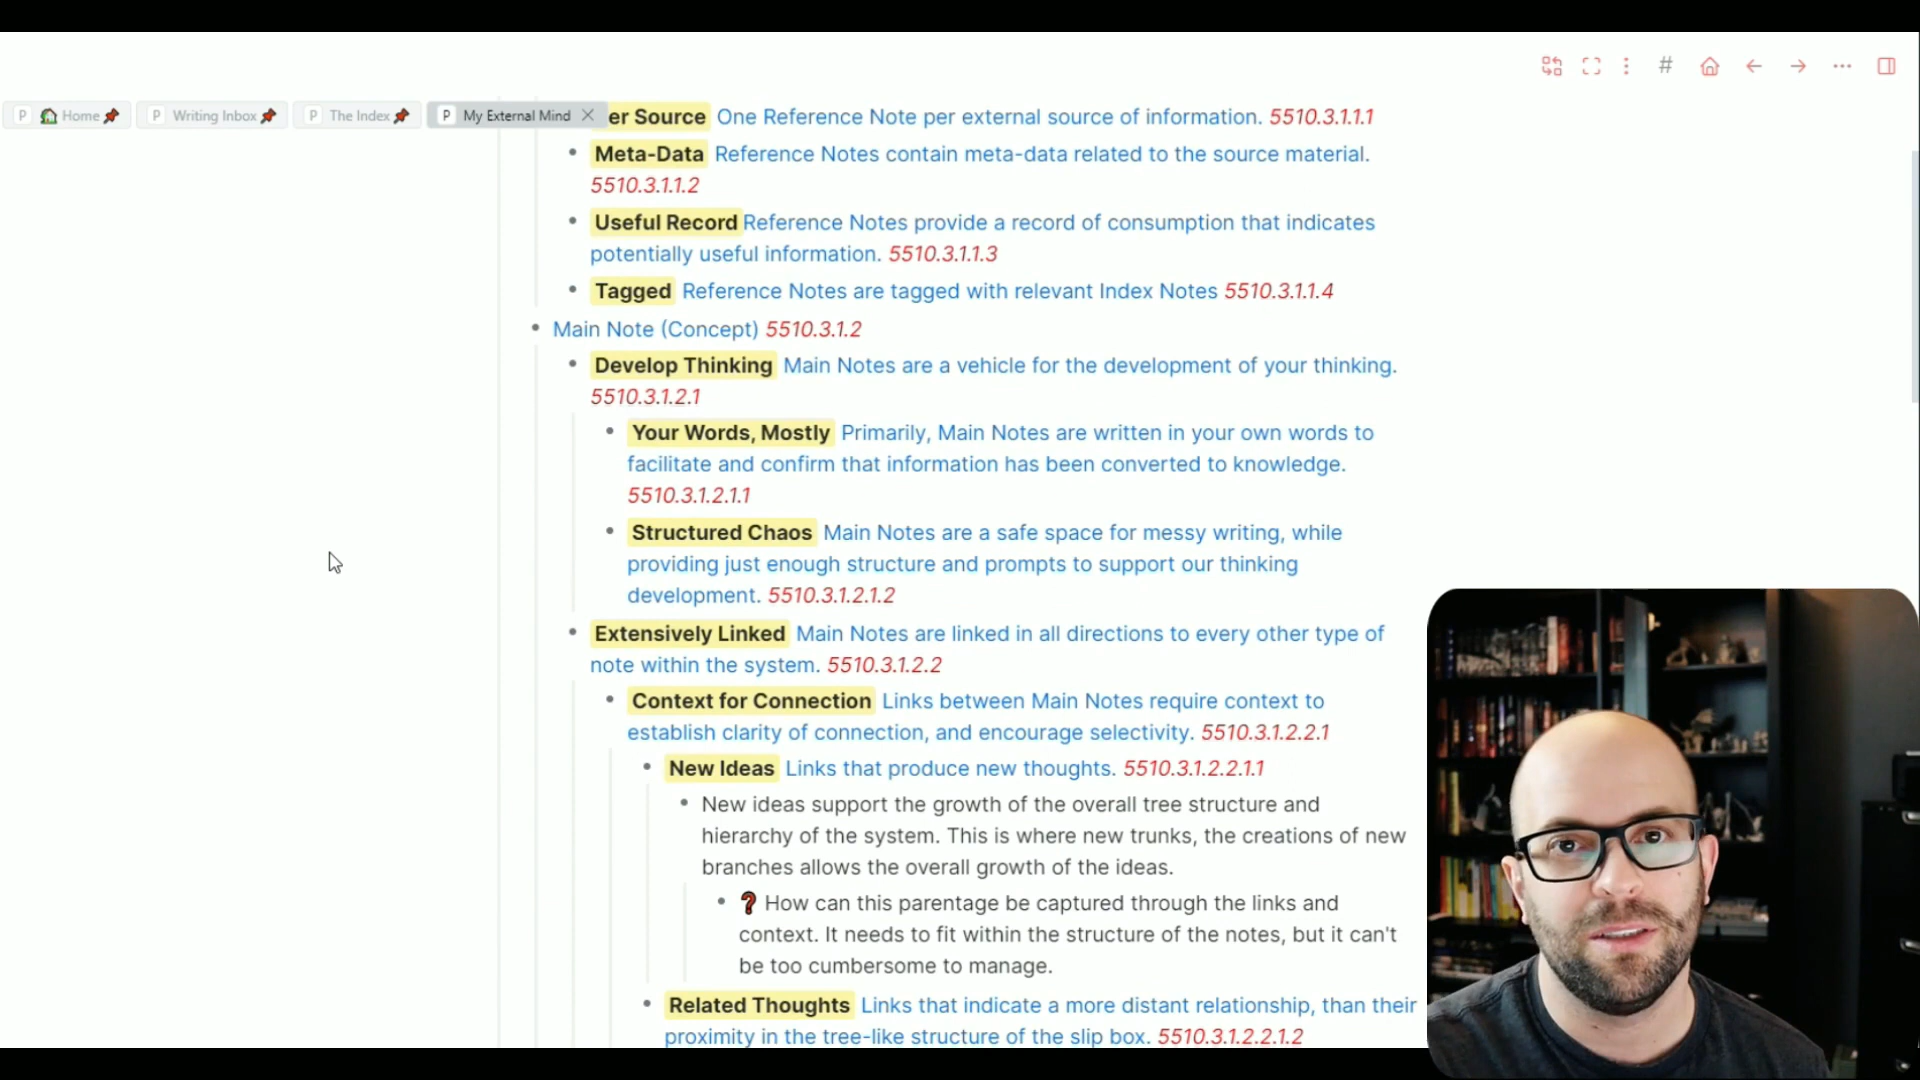 P Home
P Writing Inbox
P The Index
P My External Mind
er Source One Reference Note per external source of information. 5510.3.1.1.1
Meta-Data Reference Notes contain meta-data related to the source material.
5510.3.1.1.2
Useful Record Reference Notes provide a record of consumption that indicates
potentially useful information. 5510.3.1.1.3
Tagged Reference Notes are tagged with relevant Index Notes 5510.3.1.1.4
Main Note (Concept) 5510.3.1.2
Develop Thinking Main Notes are a vehicle for the development of your thinking.
5510.3.1.2.1
Your Words, Mostly Primarily, Main Notes are written in your own words to
facilitate and confirm that information has been converted to knowledge.
5510.3.1.2.1.1
Structured Chaos Main Notes are a safe space for messy writing, while
providing just enough structure and prompts to support our thinking
development. 5510.3.1.2.1.2
Extensively Linked Main Notes are linked in all directions to every other type of
note within the system. 5510.3.1.2.2
Context for Connection Links between Main Notes require context to
establish clarity of connection, and encourage selectivity. 5510.3.1.2.2.1
New Ideas Links that produce new thoughts. 5510.3.1.2.2.1.1
New ideas support the growth of the overall tree structure and
hierarchy of the system. This is where new trunks, the creations of new
branches allows the overall growth of the ideas.
❓ How can this parentage be captured through the links and
context. It needs to fit within the structure of the notes, but it can't
be too cumbersome to manage.
Related Thoughts Links that indicate a more distant relationship, than their
proximity in the tree-like structure of the slip box. 5510.3.1.2.2.1.2